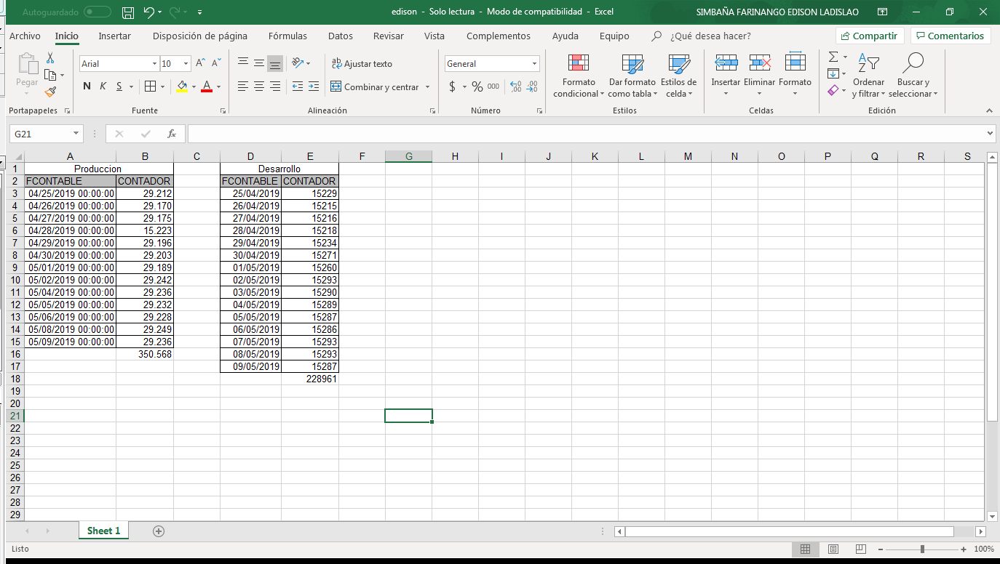 Autoguardado edison - Solo lectura - Modo de compatibilidad - Excel SIMBAÑA FARINANGO EDISON LADISLAO
Archivo Inicio Insertar Disposición de página Fórmulas Datos Revisar Vista Complementos Ayuda Equipo ¿Qué desea hacer? Compartir Comentarios
Pegar
Arial 10 A A
N K S A
Ajustar texto
Combinar y centrar
General
$ % 000
Formato condicional
Dar formato como tabla
Estilos de celda
Insertar Eliminar Formato
Ordenar y filtrar
Buscar y seleccionar
Portapapeles Fuente Alineación Número Estilos Celdas Edición
G21 fx
A B C D E F G H I J K L M N O P Q R S
1 Produccion Desarrollo
2 FCONTABLE CONTADOR FCONTABLE CONTADOR
3 04/25/2019 00:00:00 29.212 25/04/2019 15229
4 04/26/2019 00:00:00 29.170 26/04/2019 15215
5 04/27/2019 00:00:00 29.175 27/04/2019 15216
6 04/28/2019 00:00:00 15.223 28/04/2019 15218
7 04/29/2019 00:00:00 29.196 29/04/2019 15234
8 04/30/2019 00:00:00 29.203 30/04/2019 15271
9 05/01/2019 00:00:00 29.189 01/05/2019 15260
10 05/02/2019 00:00:00 29.242 02/05/2019 15293
11 05/04/2019 00:00:00 29.236 03/05/2019 15290
12 05/05/2019 00:00:00 29.232 04/05/2019 15289
13 05/06/2019 00:00:00 29.228 05/05/2019 15287
14 05/08/2019 00:00:00 29.249 06/05/2019 15286
15 05/09/2019 00:00:00 29.236 07/05/2019 15293
16 350.568 08/05/2019 15293
17 09/05/2019 15287
18 228961
19
20
21
22
23
24
25
26
27
28
29
Sheet 1
Listo 100%